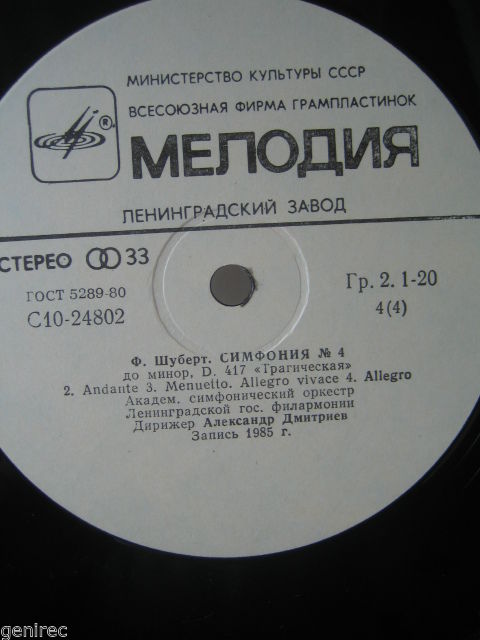 МИНИСТЕРСТВО КУЛЬТУРЫ СССР
ВСЕСОЮЗНАЯ ФИРМА ГРАМПЛАСТИНОК
®
МЕЛОДИЯ
ЛЕНИНГРАДСКИЙ ЗАВОД
СТЕРЕО 33
ГОСТ 5289-80
С10-24802
Гр. 2. 1-20
4(4)
Ф. Шуберт. СИМФОНИЯ № 4
до минор, D. 417 «Трагическая»
2. Andante 3. Menuetto. Allegro vivace 4. Allegro
Академ. симфонический оркестр
Ленинградской гос. филармонии
Дирижер Александр Дмитриев
Запись 1985 г.
genirec